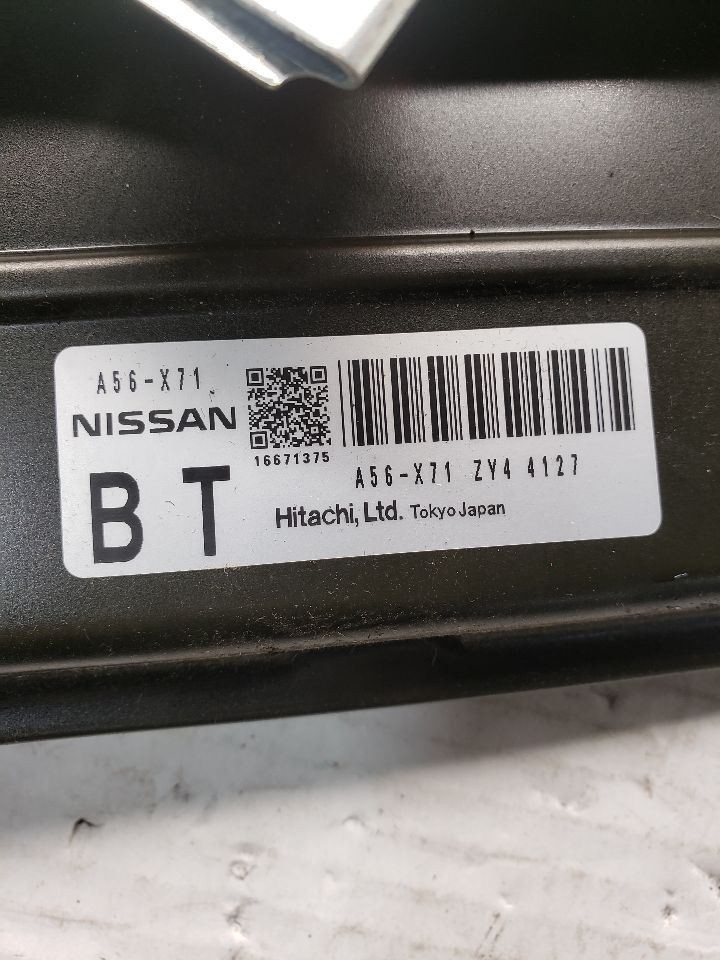 A56-X71
NISSAN
16671375
B T
A56-X71 ZY4 4127
Hitachi, Ltd. Tokyo Japan